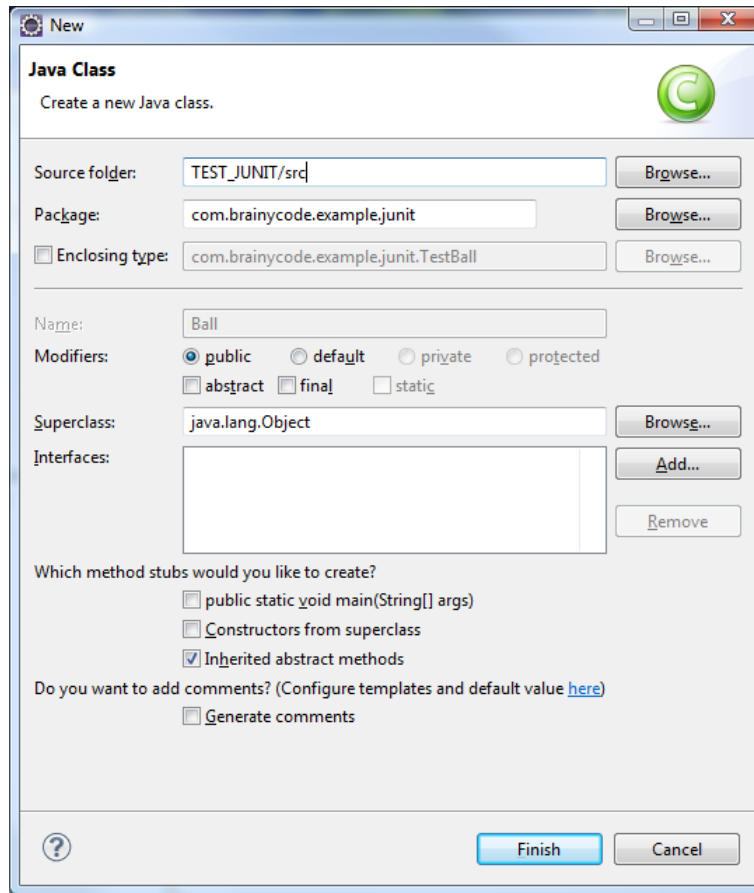 New
Java Class
Create a new Java class.
Source folder: TEST_JUNIT/src Browse...
Package: com.brainycode.example.junit Browse...
Enclosing type: com.brainycode.example.junit.TestBall Browse...
Name: Ball
Modifiers: public default private protected
abstract final static
Superclass: java.lang.Object Browse...
Interfaces: Add...
Remove
Which method stubs would you like to create?
public static void main(String[] args)
Constructors from superclass
Inherited abstract methods
Do you want to add comments? (Configure templates and default value here)
Generate comments
? Finish Cancel